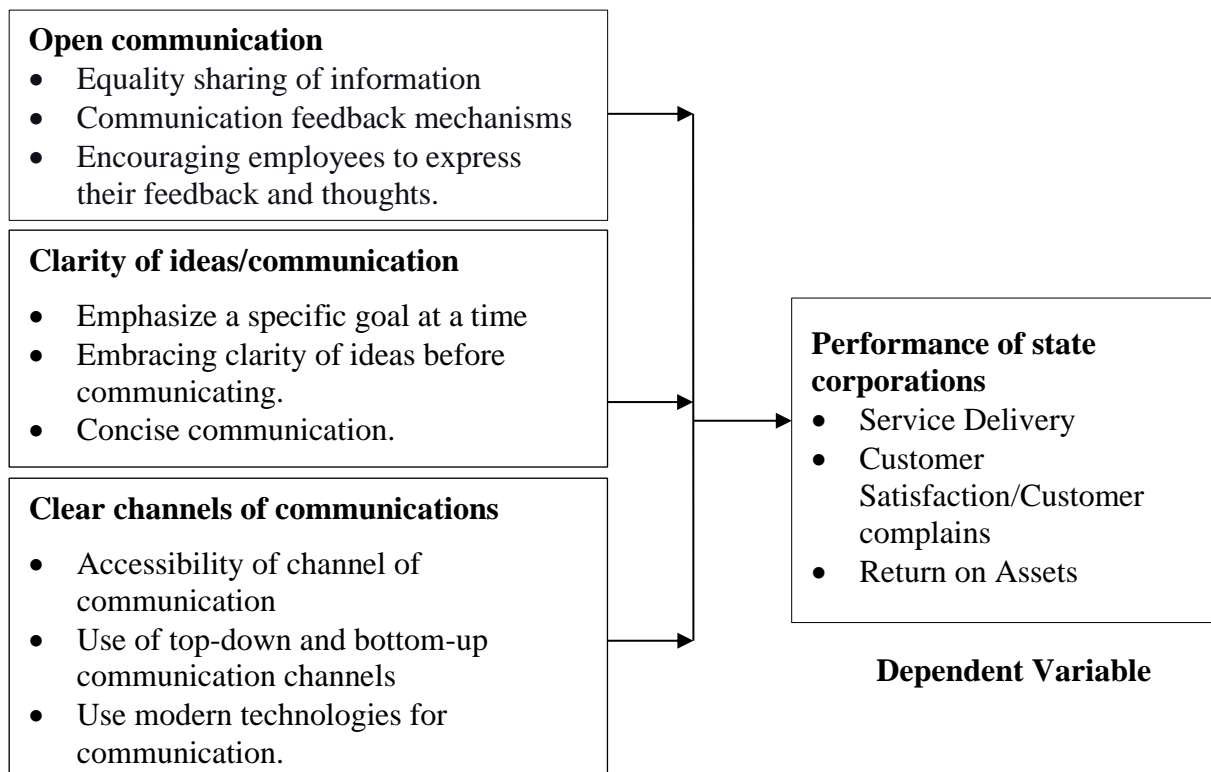 Open communication
• Equality sharing of information
• Communication feedback mechanisms
• Encouraging employees to express
their feedback and thoughts.
Clarity of ideas/communication
• Emphasize a specific goal at a time
• Embracing clarity of ideas before
communicating.
• Concise communication.
Clear channels of communications
• Accessibility of channel of
communication
• Use of top-down and bottom-up
communication channels
• Use modern technologies for
communication.
Performance of state
corporations
• Service Delivery
• Customer
Satisfaction/Customer
complains
• Return on Assets
Dependent Variable